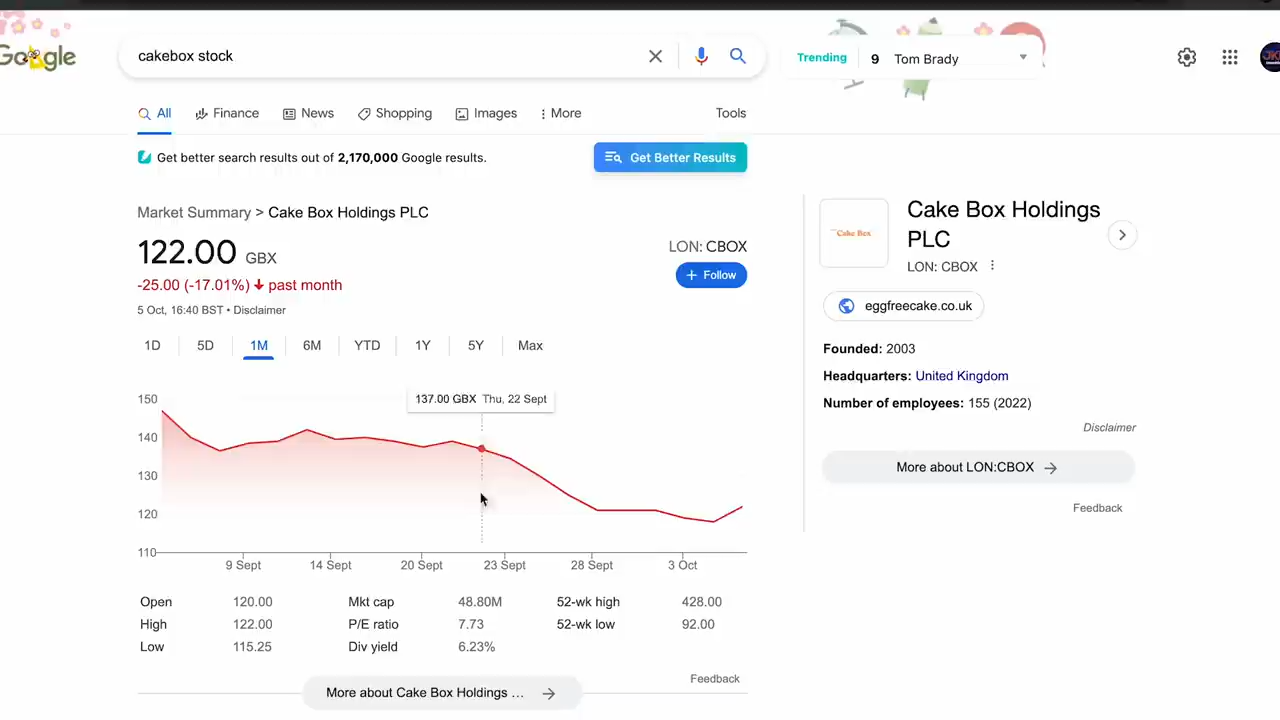 Google
cakebox stock
Trending 9 Tom Brady
All Finance News Shopping Images More Tools
Get better search results out of 2,170,000 Google results.
Get Better Results
Market Summary > Cake Box Holdings PLC
122.00 GBX
LON: CBOX
-25.00 (-17.01%) past month
+ Follow
5 Oct, 16:40 BST • Disclaimer
1D 5D 1M 6M YTD 1Y 5Y Max
137.00 GBX Thu, 22 Sept
150
140
130
120
110
9 Sept 14 Sept 20 Sept 23 Sept 28 Sept 3 Oct
Open 120.00 Mkt cap 48.80M 52-wk high 428.00
High 122.00 P/E ratio 7.73 52-wk low 92.00
Low 115.25 Div yield 6.23%
Feedback
More about Cake Box Holdings ...
Cake Box
Cake Box Holdings
PLC
LON: CBOX
eggfreecake.co.uk
Founded: 2003
Headquarters: United Kingdom
Number of employees: 155 (2022)
Disclaimer
More about LON:CBOX
Feedback